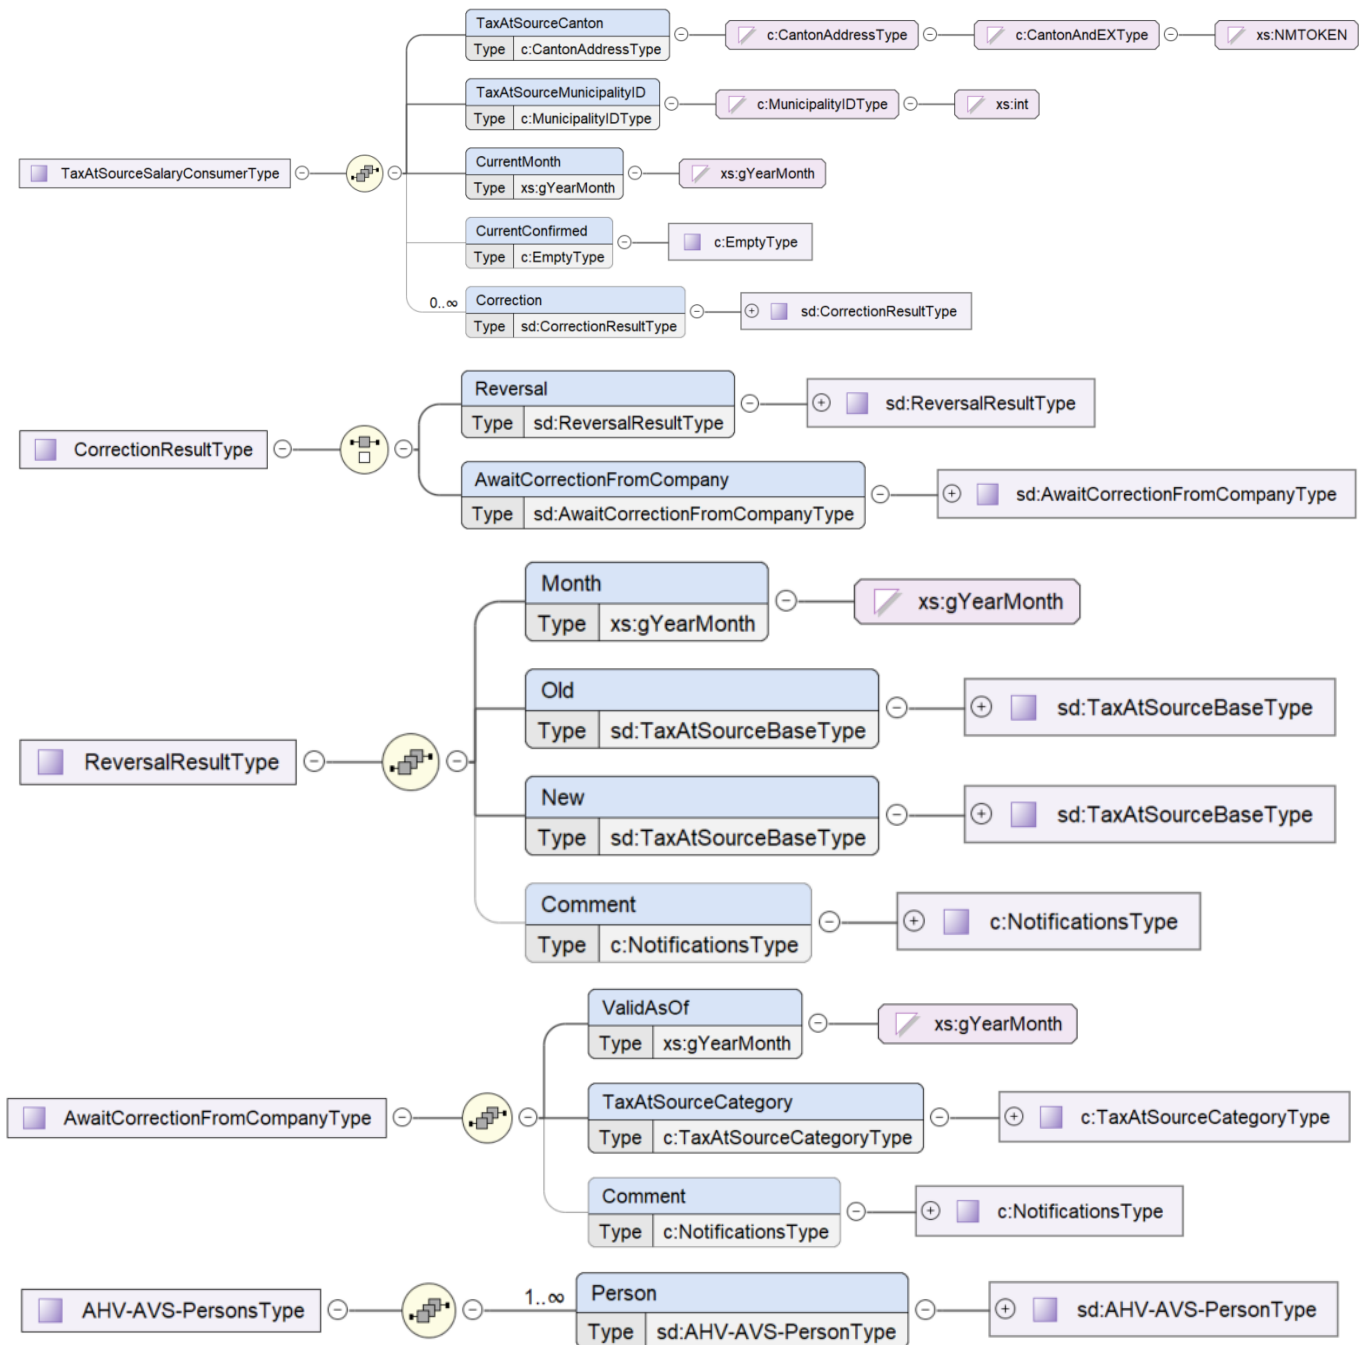 TaxAtSourceCanton
Type c:CantonAddressType
c:CantonAddressType
c:CantonAndEXType
xs:NMTOKEN
TaxAtSourceMunicipalityID
Type c:MunicipalityIDType
c:MunicipalityIDType
xs:int
TaxAtSourceSalaryConsumerType
CurrentMonth
Type xs:gYearMonth
xs:gYearMonth
CurrentConfirmed
Type c:EmptyType
c:EmptyType
0..∞
Correction
Type sd:CorrectionResultType
sd:CorrectionResultType
CorrectionResultType
Reversal
Type sd:ReversalResultType
sd:ReversalResultType
AwaitCorrectionFromCompany
Type sd:AwaitCorrectionFromCompanyType
sd:AwaitCorrectionFromCompanyType
ReversalResultType
Month
Type xs:gYearMonth
xs:gYearMonth
Old
Type sd:TaxAtSourceBaseType
sd:TaxAtSourceBaseType
New
Type sd:TaxAtSourceBaseType
sd:TaxAtSourceBaseType
Comment
Type c:NotificationsType
c:NotificationsType
AwaitCorrectionFromCompanyType
ValidAsOf
Type xs:gYearMonth
xs:gYearMonth
TaxAtSourceCategory
Type c:TaxAtSourceCategoryType
c:TaxAtSourceCategoryType
Comment
Type c:NotificationsType
c:NotificationsType
AHV-AVS-PersonsType
1..∞
Person
Type sd:AHV-AVS-PersonType
sd:AHV-AVS-PersonType